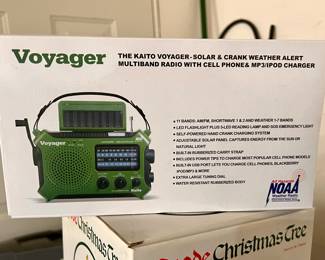 Voyager
THE KAITO VOYAGER - SOLAR & CRANK WEATHER ALERT
MULTIBAND RADIO WITH CELL PHONE& MP3/IPOD CHARGER
Voyager
• 11 BANDS: AM/FM, SHORTWAVE 1 & 2 AND WEATHER 1-7 BANDS
• LED FLASHLIGHT PLUS 5-LED READING LAMP AND SOS EMERGENCY LIGHT
• SELF-POWERED HAND CRANK CHARGING SYSTEM
• ADJUSTABLE SOLAR PANEL CAPTURES ENERGY FROM THE SUN OR
NATURAL LIGHT
• BUILT-IN RUBBERIZED CARRY STRAP
• INCLUDES POWER TIPS TO CHARGE MOST POPULAR CELL PHONE MODELS
• BUILT-IN USB PORT LETS YOU CHARGE CELL PHONES, BLACKBERRY
IPOD/MP3 & MORE
• EXTRA LARGE TUNING DIAL
• WATER RESISTANT RUBBERIZED BODY
All Hazards
NOAA
Weather Radio
Christmas Tree